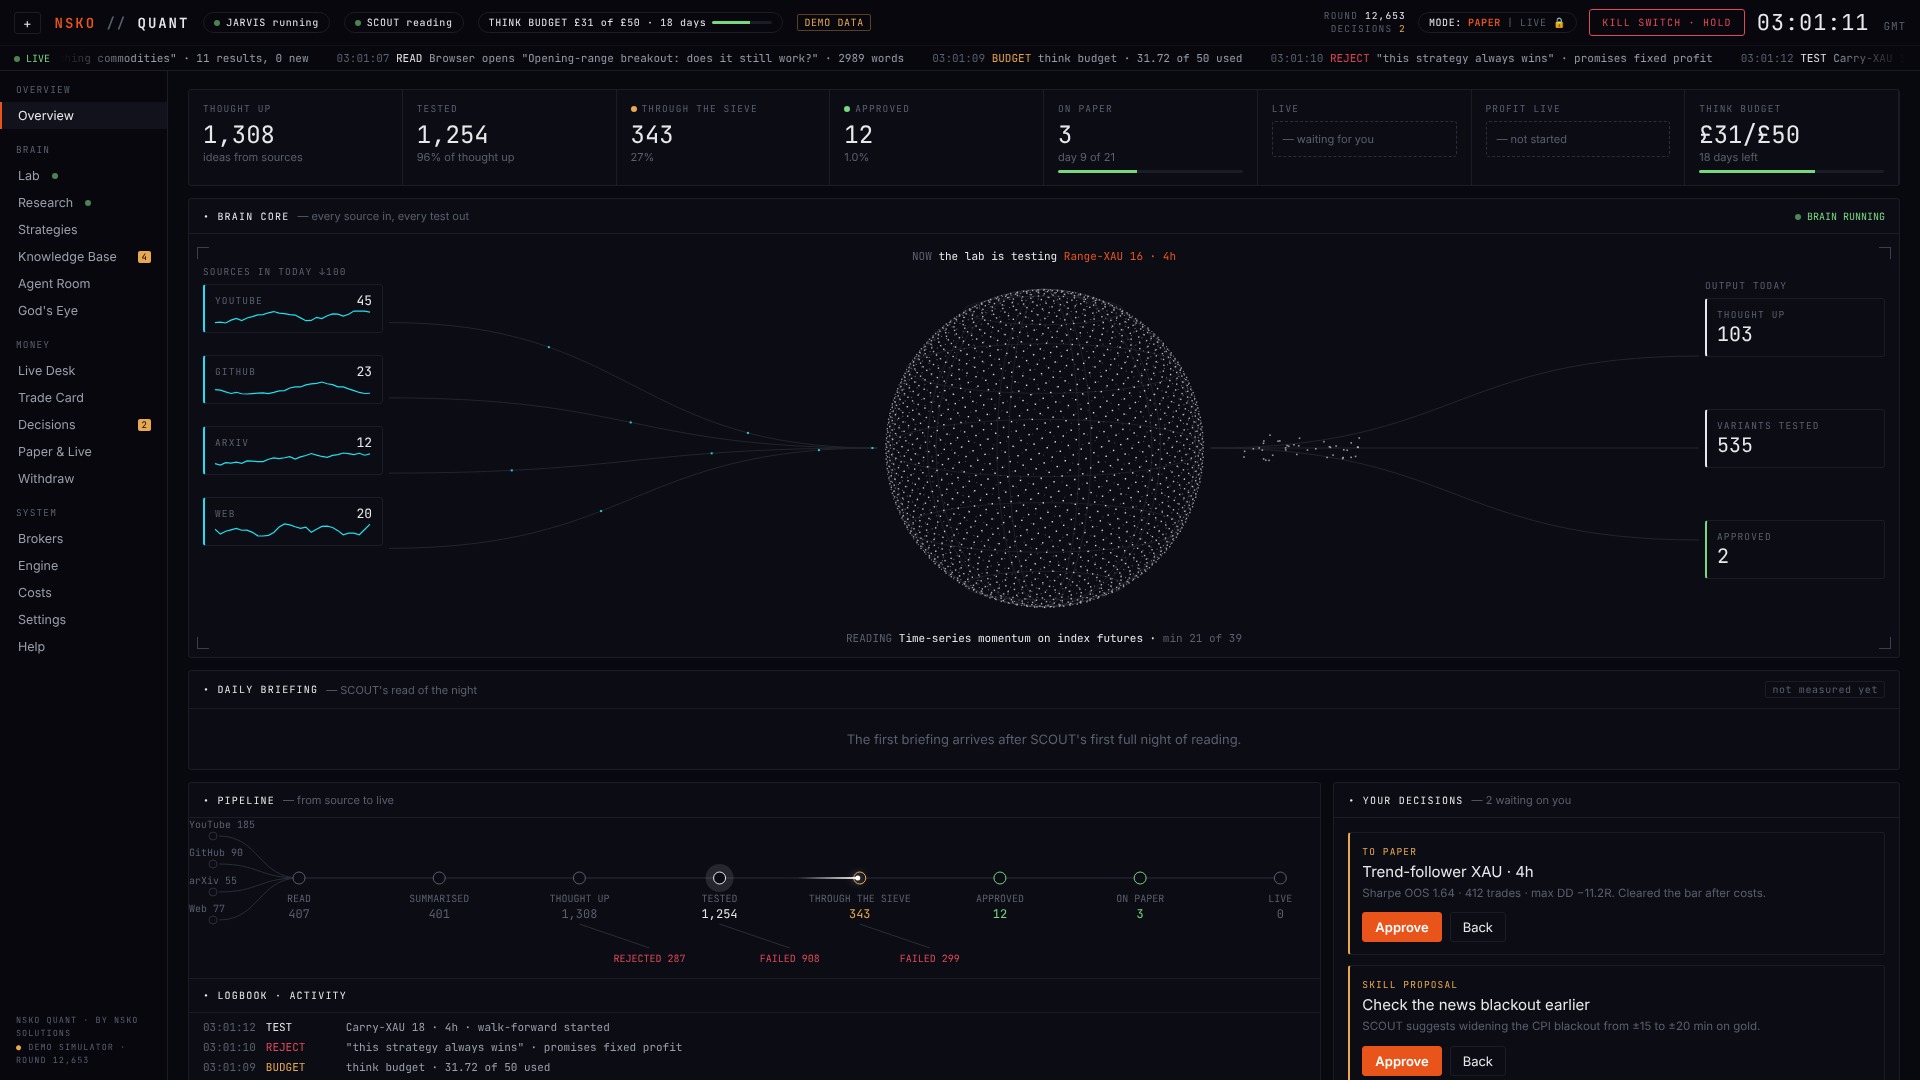 + NSKO // QUANT JARVIS running SCOUT reading THINK BUDGET £31 of £50 · 18 days DEMO DATA ROUND 12,653 DECISIONS 2 MODE: PAPER | LIVE KILL SWITCH · HOLD 03:01:11 GMT
LIVE ing commodities" · 11 results, 0 new 03:01:07 READ Browser opens "Opening-range breakout: does it still work?" · 2989 words 03:01:09 BUDGET think budget · 31.72 of 50 used 03:01:10 REJECT "this strategy always wins" · promises fixed profit 03:01:12 TEST Carry-XAU
OVERVIEW
Overview
BRAIN
Lab
Research
Strategies
Knowledge Base 4
Agent Room
God's Eye
MONEY
Live Desk
Trade Card
Decisions 2
Paper & Live
Withdraw
SYSTEM
Brokers
Engine
Costs
Settings
Help
NSKO QUANT · BY NSKO
SOLUTIONS
DEMO SIMULATOR ·
ROUND 12,653
THOUGHT UP
1,308
ideas from sources
TESTED
1,254
96% of thought up
THROUGH THE SIEVE
343
27%
APPROVED
12
1.0%
ON PAPER
3
day 9 of 21
LIVE
— waiting for you
PROFIT LIVE
— not started
THINK BUDGET
£31/£50
18 days left
• BRAIN CORE — every source in, every test out
BRAIN RUNNING
NOW the lab is testing Range-XAU 16 · 4h
SOURCES IN TODAY ↓100
YOUTUBE 45
GITHUB 23
ARXIV 12
WEB 20
OUTPUT TODAY
THOUGHT UP
103
VARIANTS TESTED
535
APPROVED
2
READING Time-series momentum on index futures · min 21 of 39
• DAILY BRIEFING — SCOUT's read of the night
not measured yet
The first briefing arrives after SCOUT's first full night of reading.
• PIPELINE — from source to live
YouTube 185
GitHub 90
arXiv 55
Web 77
READ
407
SUMMARISED
401
THOUGHT UP
1,308
TESTED
1,254
THROUGH THE SIEVE
343
APPROVED
12
ON PAPER
3
LIVE
0
REJECTED 287
FAILED 908
FAILED 299
• LOGBOOK · ACTIVITY
03:01:12 TEST Carry-XAU 18 · 4h · walk-forward started
03:01:10 REJECT "this strategy always wins" · promises fixed profit
03:01:09 BUDGET think budget · 31.72 of 50 used
• YOUR DECISIONS — 2 waiting on you
TO PAPER
Trend-follower XAU · 4h
Sharpe OOS 1.64 · 412 trades · max DD −11.2R. Cleared the bar after costs.
Approve Back
SKILL PROPOSAL
Check the news blackout earlier
SCOUT suggests widening the CPI blackout from ±15 to ±20 min on gold.
Approve Back